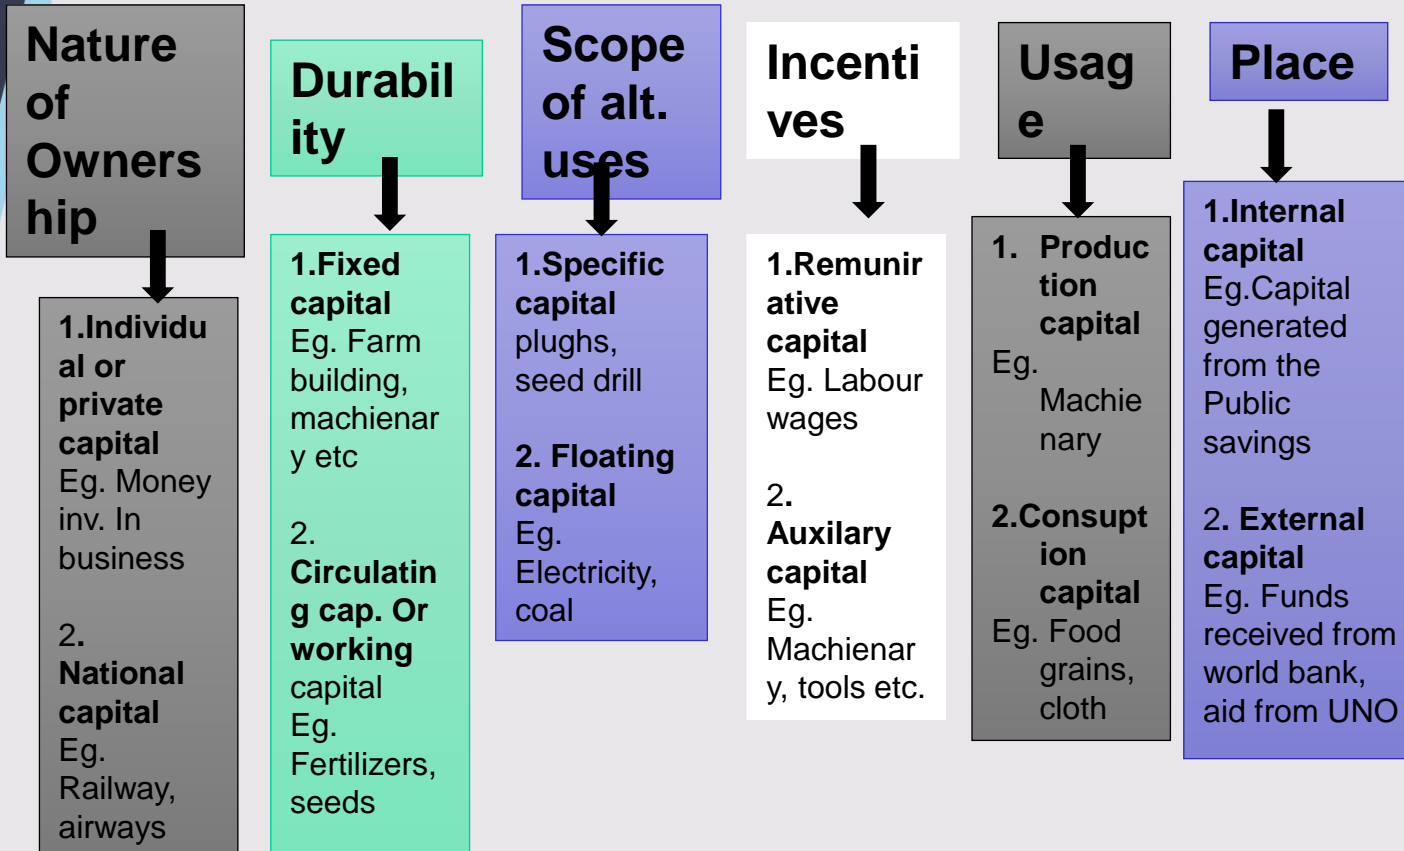 Nature
of
Owners
hip
1.Individu
al or
private
capital
Eg. Money
inv. In
business
2.
National
capital
Eg.
Railway,
airways
Durabil
ity
1.Fixed
capital
Eg. Farm
building,
machienar
y etc
2.
Circulatin
g cap. Or
working
capital
Eg.
Fertilizers,
seeds
Scope
of alt.
uses
1.Specific
capital
plughs,
seed drill
2. Floating
capital
Eg.
Electricity,
coal
Incenti
ves
1.Remunir
ative
capital
Eg. Labour
wages
2.
Auxilary
capital
Eg.
Machienar
y, tools etc.
Usag
e
1. Produc
tion
capital
Eg.
Machie
nary
2.Consupt
ion
capital
Eg. Food
grains,
cloth
Place
1.Internal
capital
Eg.Capital
generated
from the
Public
savings
2. External
capital
Eg. Funds
received from
world bank,
aid from UNO